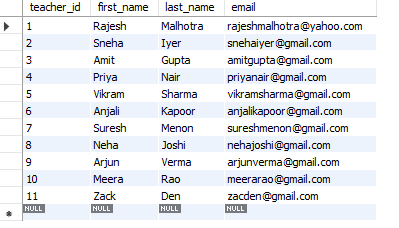 teacher_id first_name last_name email
1 Rajesh Malhotra rajeshmalhotra@yahoo.com
2 Sneha Iyer snehaiyer@gmail.com
3 Amit Gupta amitgupta@gmail.com
4 Priya Nair priyanair@gmail.com
5 Vikram Sharma vikramsharma@gmail.com
6 Anjali Kapoor anjalikapoor@gmail.com
7 Suresh Menon sureshmenon@gmail.com
8 Neha Joshi nehajoshi@gmail.com
9 Arjun Verma arjunverma@gmail.com
10 Meera Rao meerarao@gmail.com
11 Zack Den zacden@gmail.com
NULL NULL NULL NULL